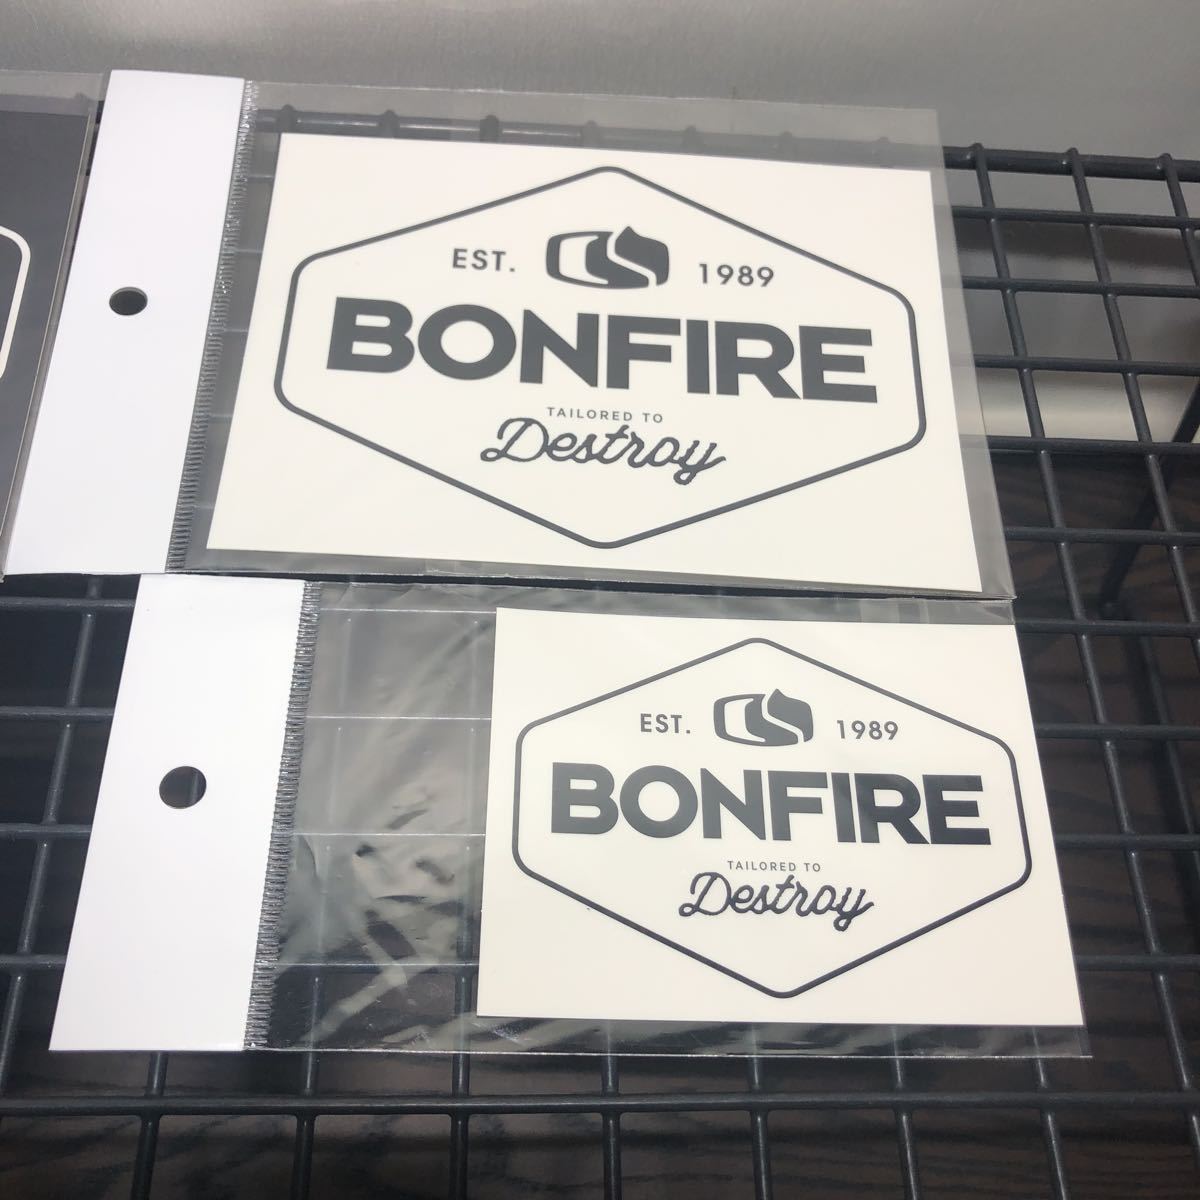 EST. 1989
BONFIRE
TAILORED TO
Destroy
EST. 1989
BONFIRE
TAILORED TO
Destroy